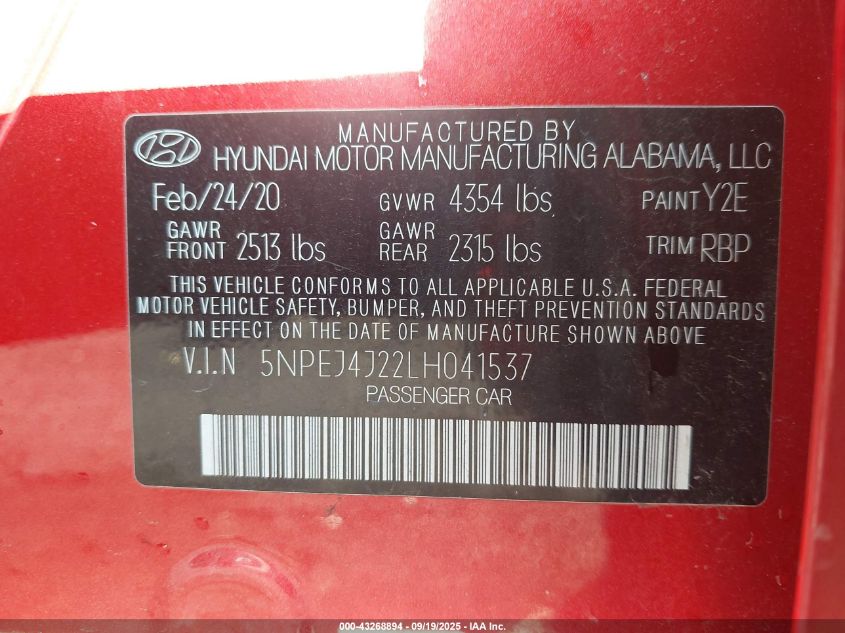 MANUFACTURED BY
HYUNDAI MOTOR MANUFACTURING ALABAMA, LLC
Feb/24/20 GVWR 4354 lbs PAINT Y2E
GAWR FRONT 2513 lbs GAWR REAR 2315 lbs TRIM RBP
THIS VEHICLE CONFORMS TO ALL APPLICABLE U.S.A. FEDERAL
MOTOR VEHICLE SAFETY, BUMPER, AND THEFT PREVENTION STANDARDS
IN EFFECT ON THE DATE OF MANUFACTURE SHOWN ABOVE
V.I.N 5NPEJ4J22LH041537
PASSENGER CAR
000-43268894 - 09/19/2025 - IAA Inc.